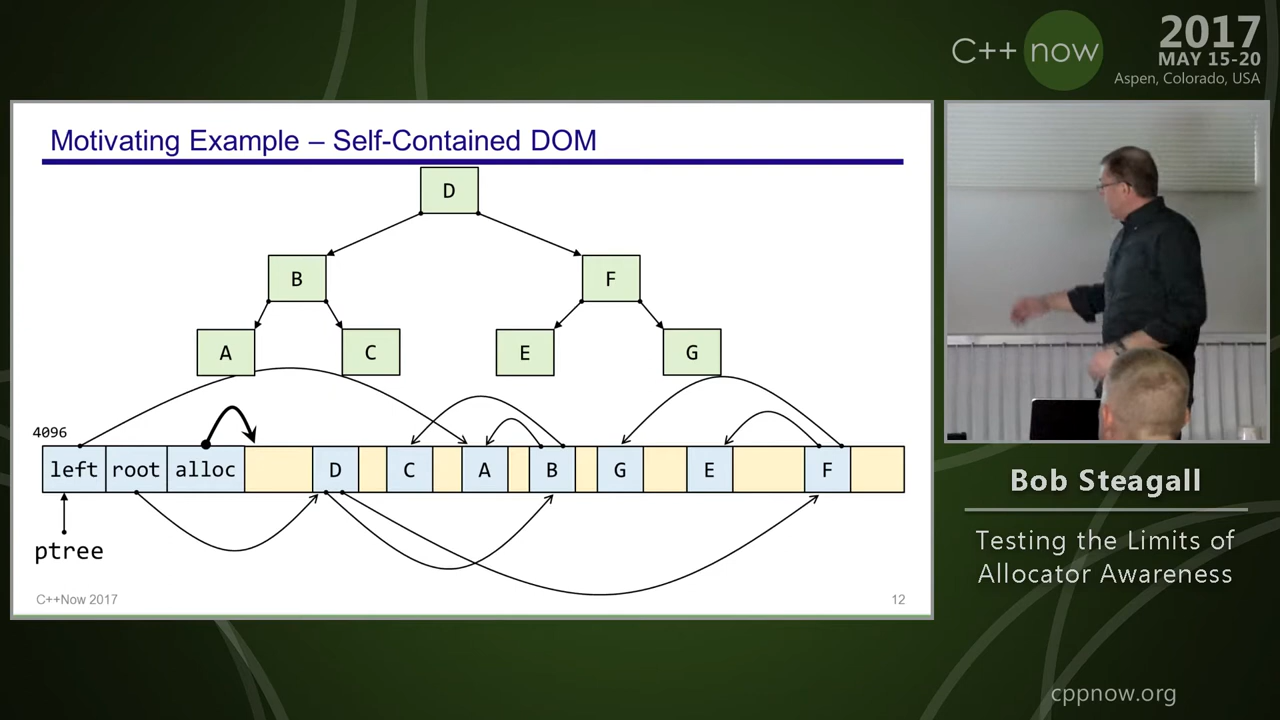 C++ now
2017
MAY 15-20
Aspen, Colorado, USA
Motivating Example – Self-Contained DOM
D
B
F
A
C
E
G
4096
left root alloc D C A B G E F
ptree
C++Now 2017
12
Bob Steagall
Testing the Limits of
Allocator Awareness
cppnow.org